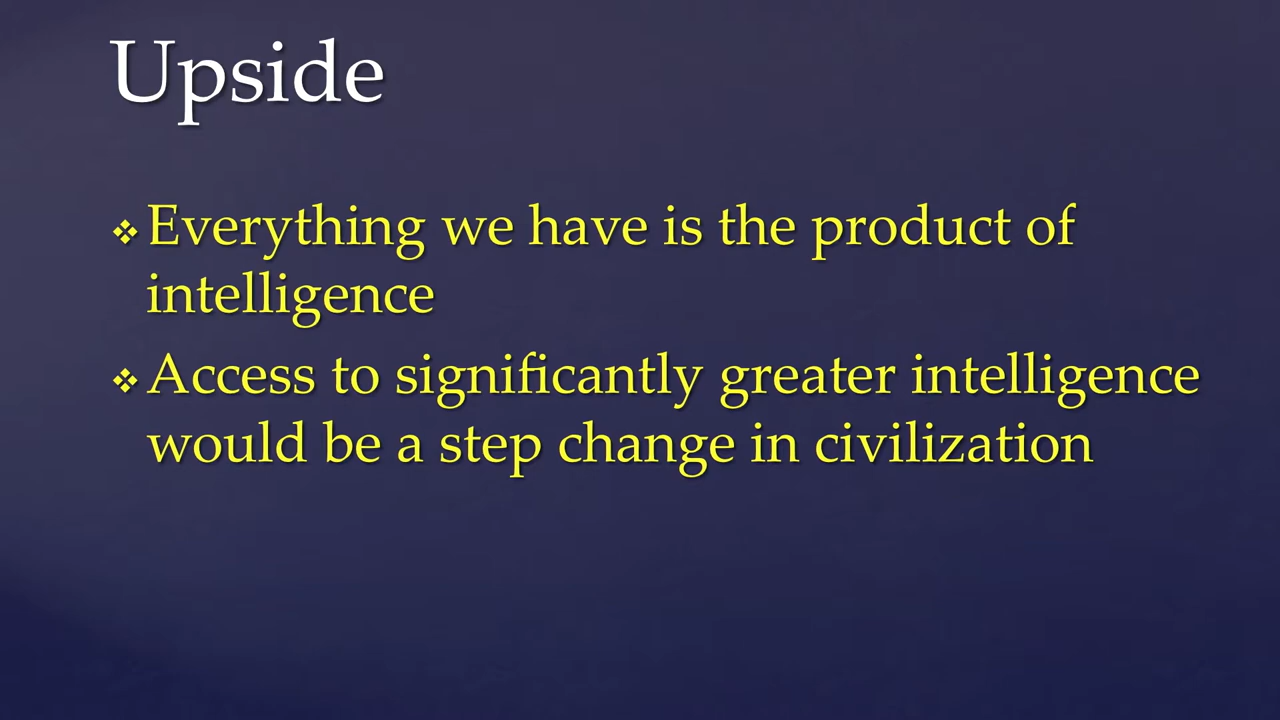 Upside
❖ Everything we have is the product of
intelligence
❖ Access to significantly greater intelligence
would be a step change in civilization